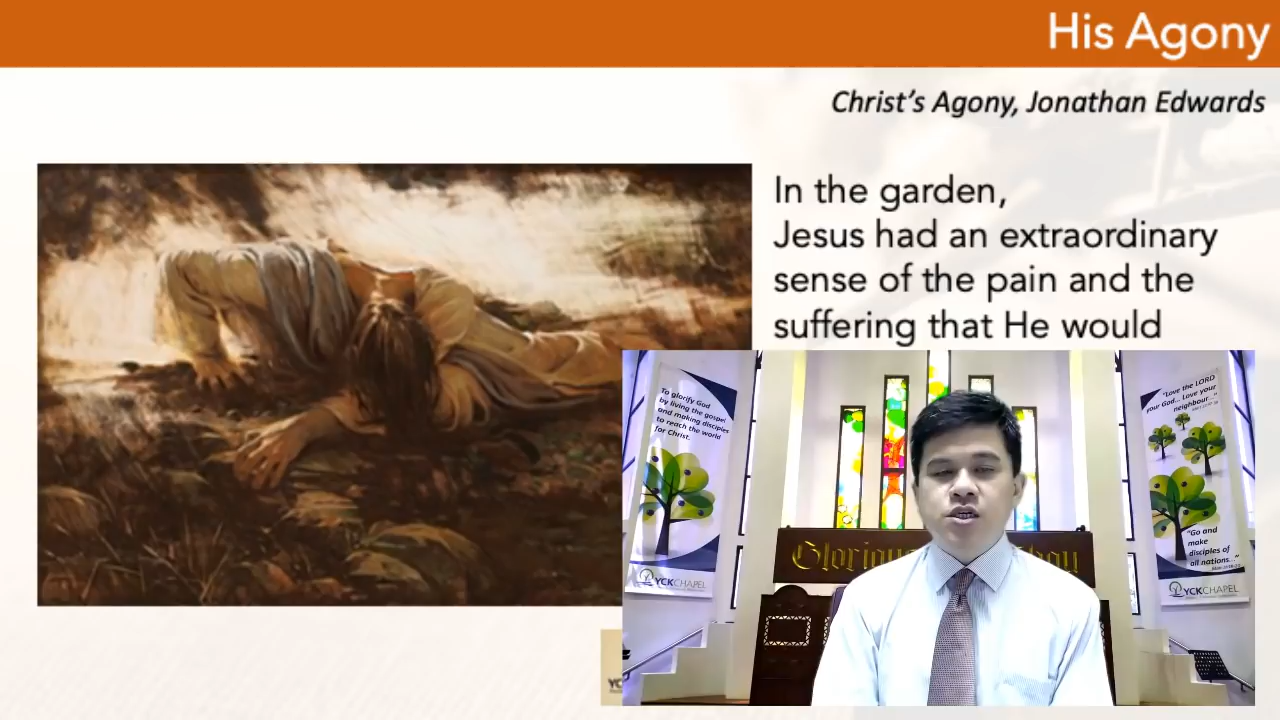 His Agony
Christ's Agony, Jonathan Edwards
In the garden,
Jesus had an extraordinary
sense of the pain and the
suffering that He would
To glorify God
by living the gospel
and making disciples
to reach the world
for Christ.
YCKCHAPEL
Glorious
"Love the LORD
your God... Love your
neighbour..."
"Go and
make
disciples of
all nations..."
YCKCHAPEL